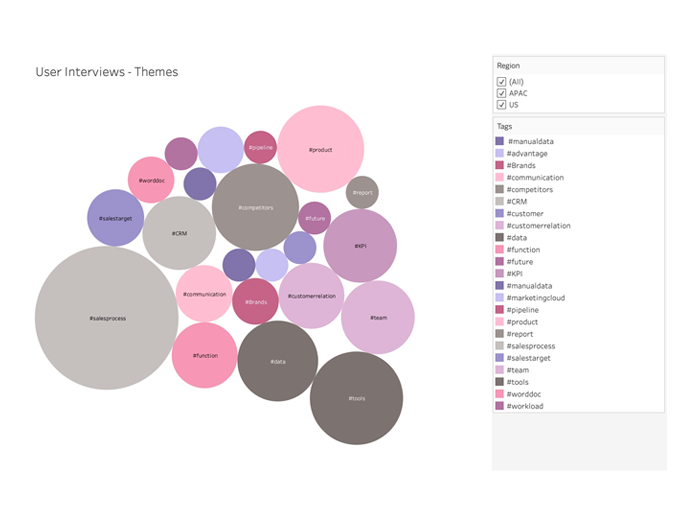 User Interviews - Themes
#pipeline
#product
#worddoc
#report
#competitors
#salestarget
#future
#CRM
#KPI
#communication
#customerrelation
#Brands
#salesprocess
#team
#function
#data
#tools
Region
(All)
APAC
US
Tags
#manualdata
#advantage
#Brands
#communication
#competitors
#CRM
#customer
#customerrelation
#data
#function
#future
#KPI
#manualdata
#marketingcloud
#pipeline
#product
#report
#salesprocess
#salestarget
#team
#tools
#worddoc
#workload